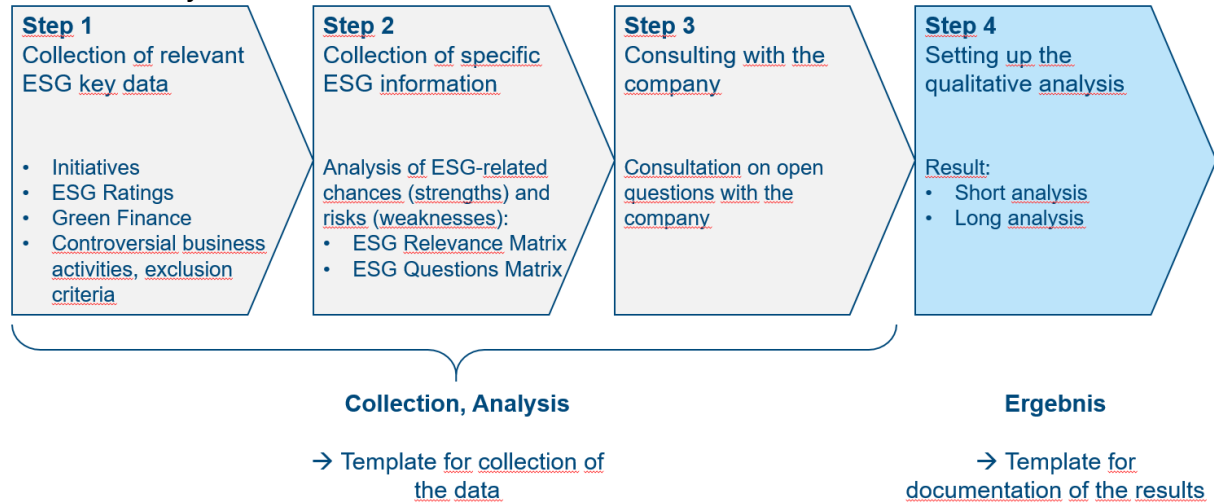 Step 1
Collection of relevant
ESG key data
• Initiatives
• ESG Ratings
• Green Finance
• Controversial business
activities, exclusion
criteria
Step 2
Collection of specific
ESG information
Analysis of ESG-related
chances (strengths) and
risks (weaknesses):
• ESG Relevance Matrix
• ESG Questions Matrix
Step 3
Consulting with the
company
Consultation on open
questions with the
company
Step 4
Setting up the
qualitative analysis
Result:
• Short analysis
• Long analysis
Collection, Analysis
→ Template for collection of
the data
Ergebnis
→ Template for
documentation of the results